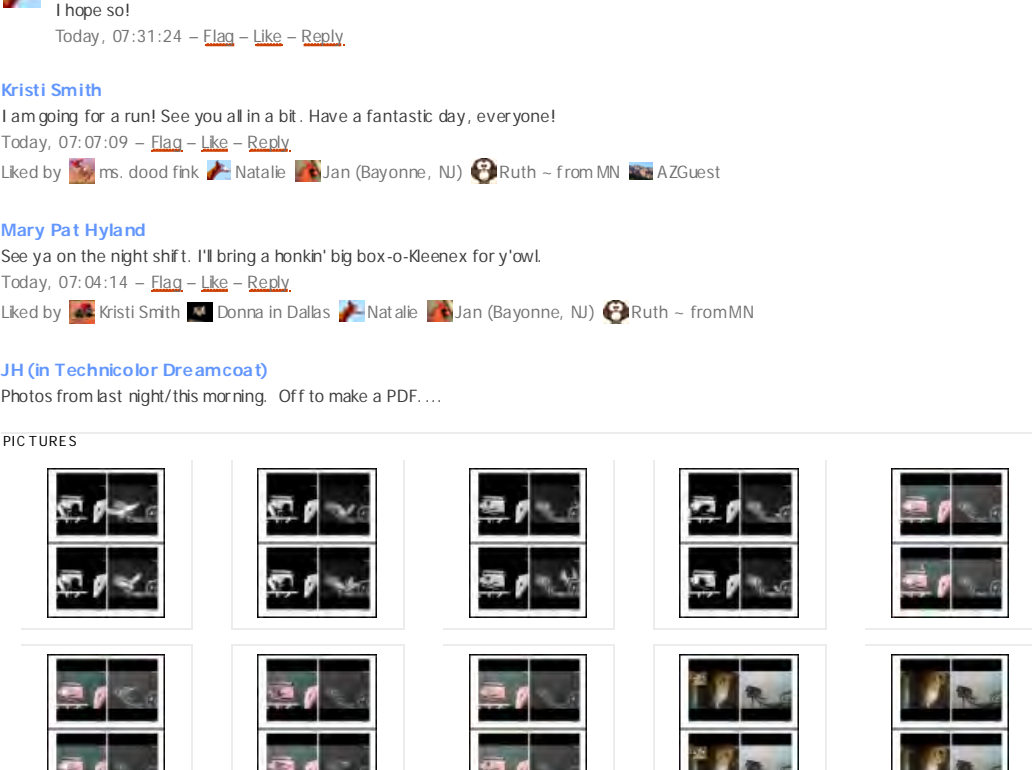 I hope so!
Today, 07:31:24 – Flag – Like – Reply
Kristi Smith
I am going for a run! See you all in a bit. Have a fantastic day, everyone!
Today, 07:07:09 – Flag – Like – Reply
Liked by ms. dood fink Natalie Jan (Bayonne, NJ) Ruth ~ from MN AZGuest
Mary Pat Hyland
See ya on the night shift. I'll bring a honkin' big box-o-Kleenex for y'owl.
Today, 07:04:14 – Flag – Like – Reply
Liked by Kristi Smith Donna in Dallas Natalie Jan (Bayonne, NJ) Ruth ~ from MN
JH (in Technicolor Dreamcoat)
Photos from last night/this morning. Off to make a PDF....
PICTURES